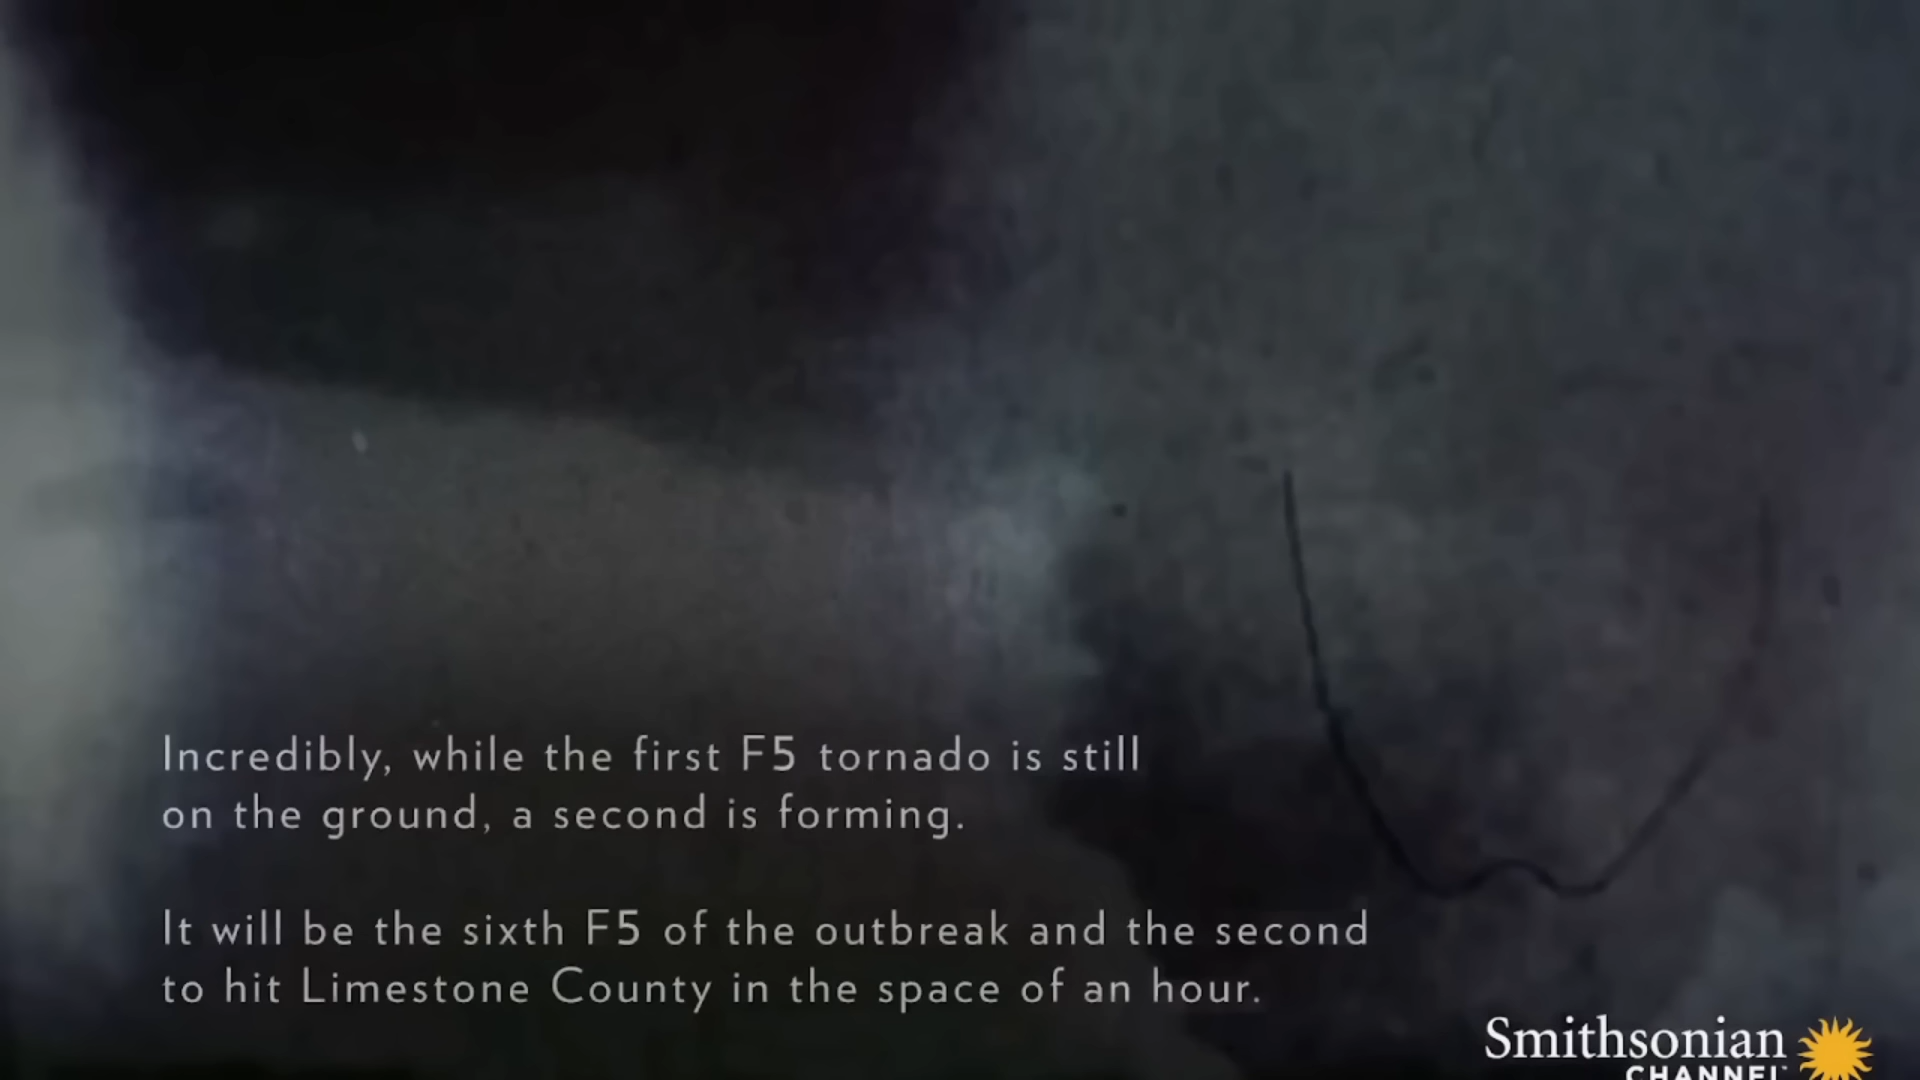 Incredibly, while the first F5 tornado is still
on the ground, a second is forming.
It will be the sixth F5 of the outbreak and the second
to hit Limestone County in the space of an hour.
Smithsonian
CHANNEL